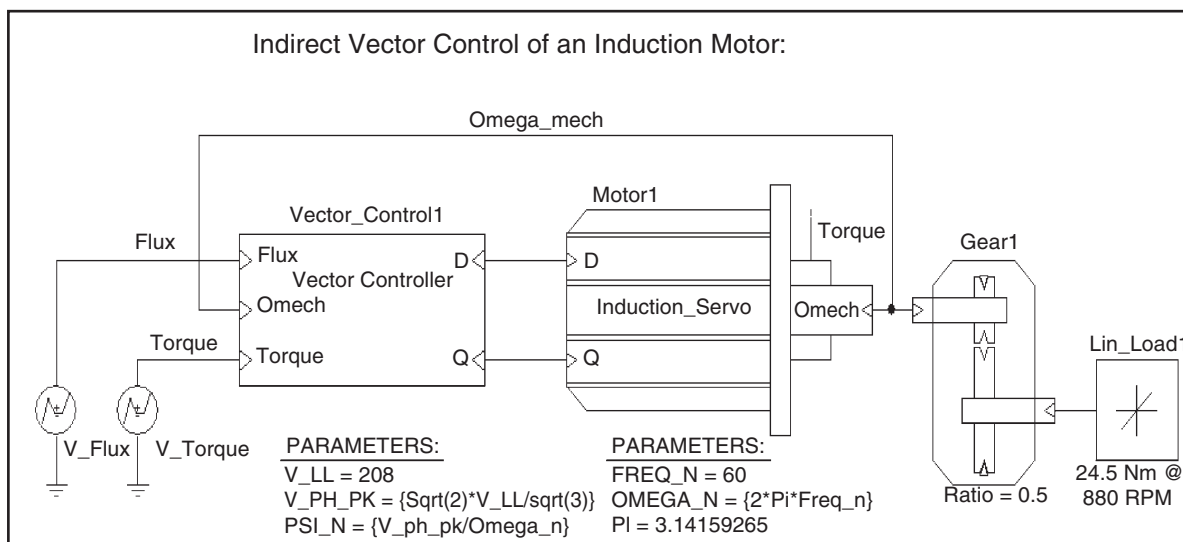 Indirect Vector Control of an Induction Motor:
Omega_mech
Motor1
Vector_Control1
Flux
Torque
Gear1
Flux
D
D
Vector Controller
Omech
Induction_Servo
Omech
Torque
Torque
Q
Q
Lin_Load1
V_Flux
V_Torque
PARAMETERS:
V_LL = 208
V_PH_PK = {Sqrt(2)*V_LL/sqrt(3)}
PSI_N = {V_ph_pk/Omega_n}
PARAMETERS:
FREQ_N = 60
OMEGA_N = {2*Pi*Freq_n}
PI = 3.14159265
Ratio = 0.5
24.5 Nm @
880 RPM